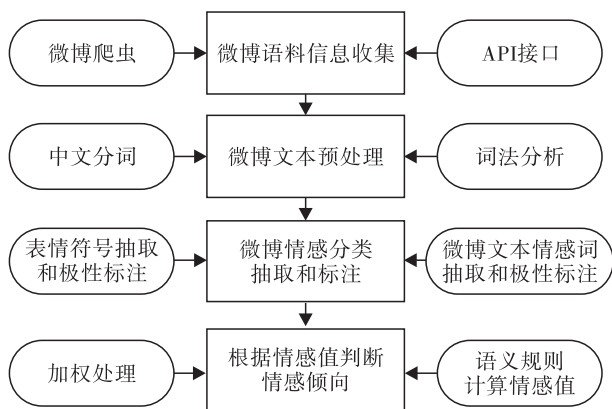 微博爬虫
微博语料信息收集
API接口
中文分词
微博文本预处理
词法分析
表情符号抽取
和极性标注
微博情感分类
抽取和标注
微博文本情感词
抽取和极性标注
加权处理
根据情感值判断
情感倾向
语义规则
计算情感值